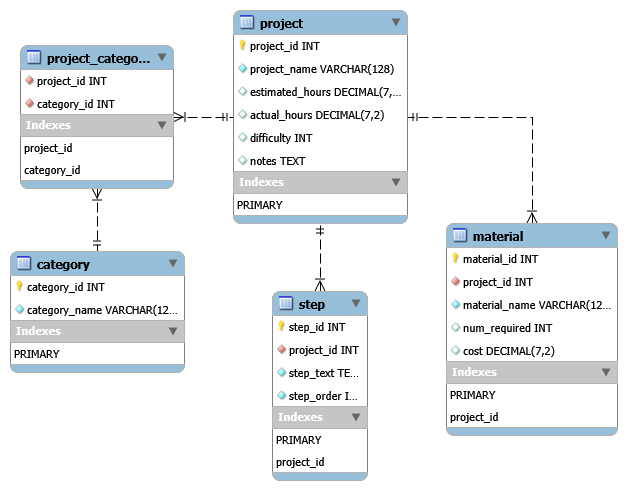 project
project_id INT
project_name VARCHAR(128)
estimated_hours DECIMAL(7,...
actual_hours DECIMAL(7,2)
difficulty INT
notes TEXT
Indexes
PRIMARY
project_catego...
project_id INT
category_id INT
Indexes
project_id
category_id
category
category_id INT
category_name VARCHAR(12...
Indexes
PRIMARY
step
step_id INT
project_id INT
step_text TE...
step_order I...
Indexes
PRIMARY
project_id
material
material_id INT
project_id INT
material_name VARCHAR(12...
num_required INT
cost DECIMAL(7,2)
Indexes
PRIMARY
project_id